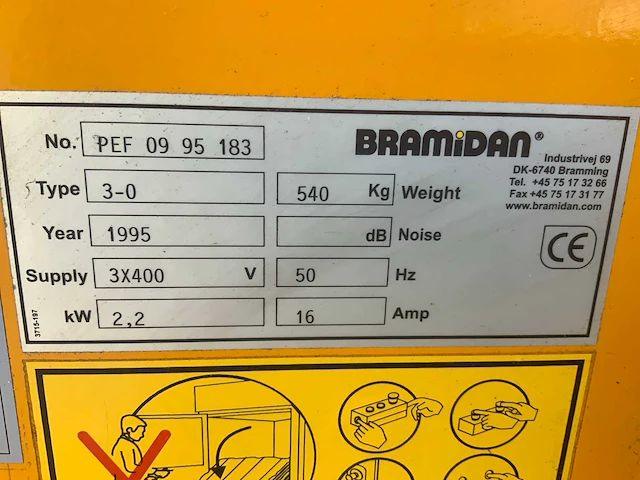 No. PEF 09 95 183
BRAMiDAN®
Industrivej 69
DK-6740 Bramming
Tel. +45 75 17 32 66
Fax +45 75 17 31 77
www.bramidan.com
Type 3-0 540 Kg Weight
Year 1995 dB Noise
CE
Supply 3X400 V 50 Hz
kW 2,2 16 Amp
3715-197